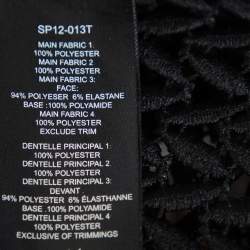 SP12-013T
MAIN FABRIC 1:
100% POLYESTER
MAIN FABRIC 2
100% POLYESTER
MAIN FABRIC 3:
FACE:
94% POLYESER 6% ELASTANE
BASE :100% POLYAMIDE
MAIN FABRIC 4
100% POLYESTER
EXCLUDE TRIM
DENTELLE PRINCIPAL 1:
100% POLYESTER
DENTELLE PRINCIPAL 2:
100% POLYESTER
DENTELLE PRINCIPAL 3:
DEVANT :
94% POLYESTER 6% ELASTHANNE
BASE :100% POLYAMIDE
DENTELLE PRINCIPAL 4
100% POLYESTER
EXCLUSIVE OF TRIMMINGS